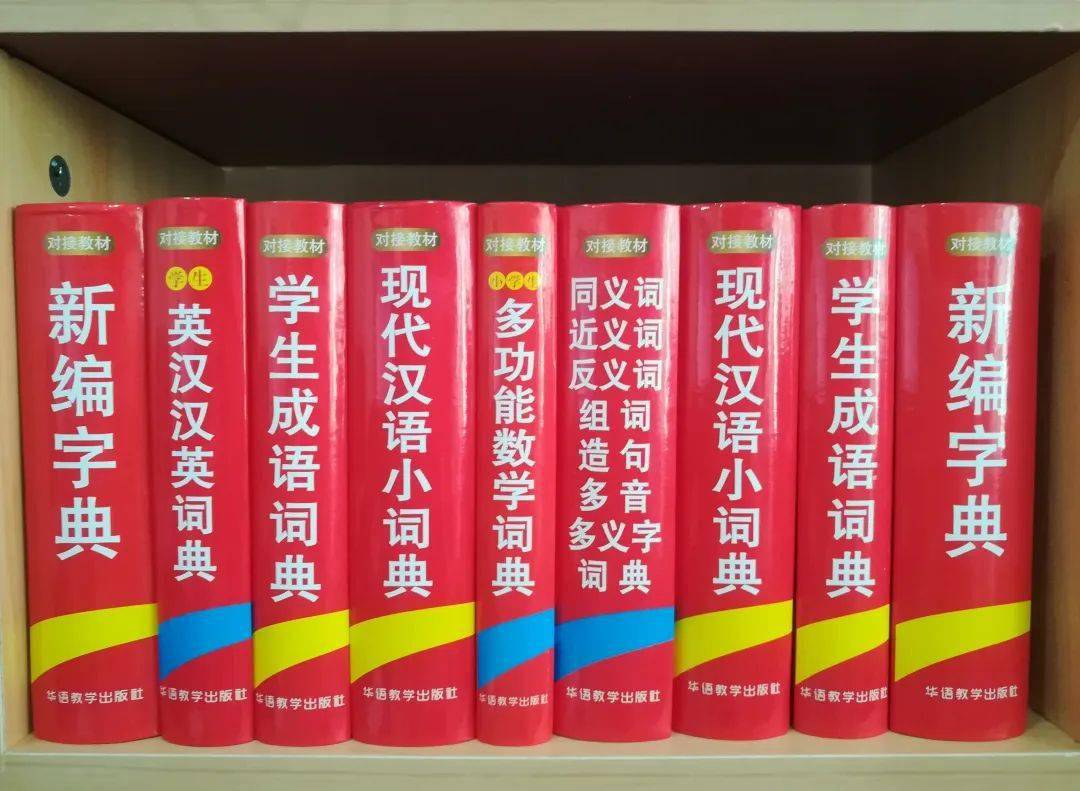 对接教材
新编字典
华语教学出版社
对接教材
学生
英汉汉英词典
华语教学出版社
对接教材
学生成语词典
华语教学出版社
对接教材
现代汉语小词典
华语教学出版社
对接教材
小学生
多功能数学词典
华语教学出版社
对接教材
同义词
近义词
反义词
组词
造句
多音
多义字
词典
华语教学出版社
对接教材
现代汉语小词典
华语教学出版社
对接教材
学生成语词典
华语教学出版社
对接教材
新编字典
华语教学出版社